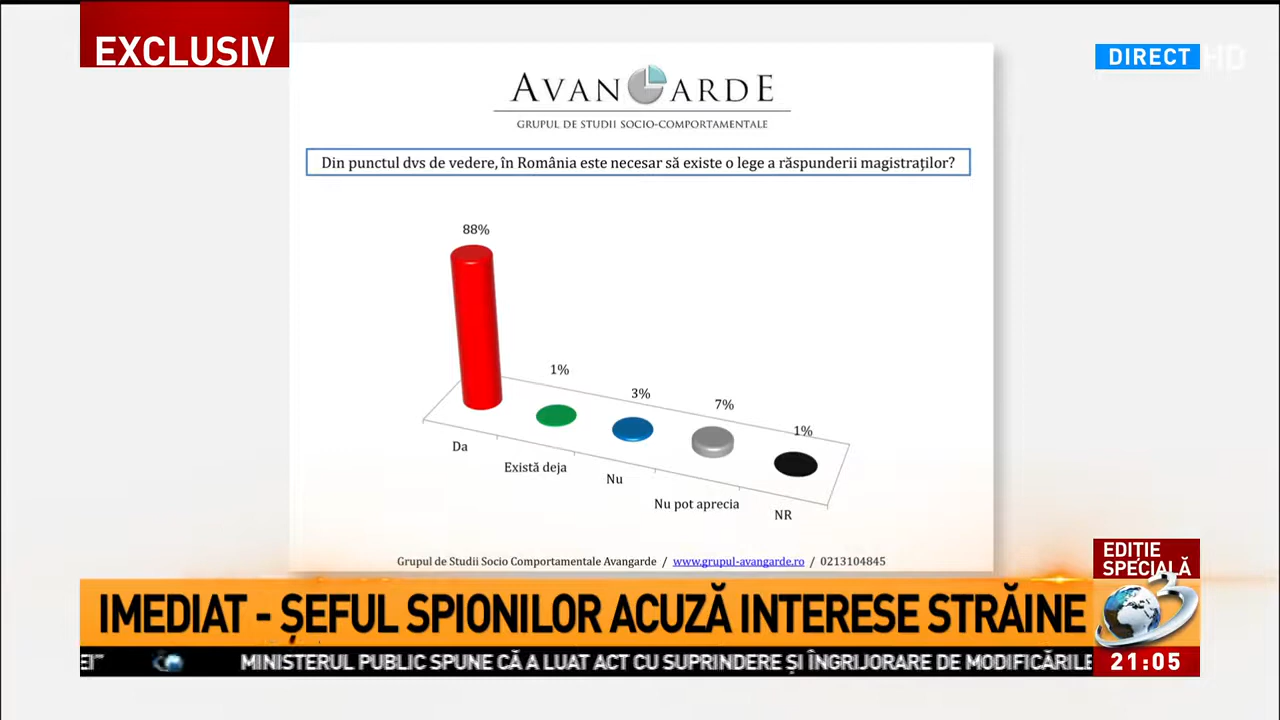 EXCLUSIV
DIRECT HD
AVANGARDE
GRUPUL DE STUDII SOCIO-COMPORTAMENTALE
Din punctul dvs de vedere, în România este necesar să existe o lege a răspunderii magistraților?
88%
1%
3%
7%
1%
Da
Există deja
Nu
Nu pot aprecia
NR
Grupul de Studii Socio Comportamentale Avangarde / www.grupul-avangarde.ro / 0213104845
EDIȚIE
SPECIALĂ
IMEDIAT - ȘEFUL SPIONILOR ACUZĂ INTERESE STRĂINE
EI" MINISTERUL PUBLIC SPUNE CĂ A LUAT ACT CU SUPRINDERE ȘI ÎNGRIJORARE DE MODIFICĂRILE
21:05